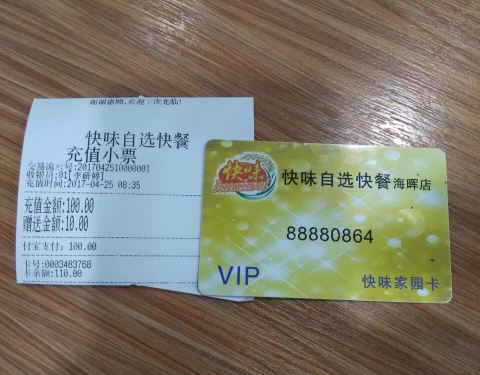 谢谢惠顾,欢迎下次光临!
快味自选快餐
充值小票
交易流水号:2017042510000001
收银员:01[李研婷]
充值时间:2017-04-25 08:35
充值金额:100.00
赠送金额:10.00
付宝支付: 100.00
卡号:0003483768
卡余额:110.00
快味
快味自选快餐 海晖店
88880864
VIP
快味家园卡